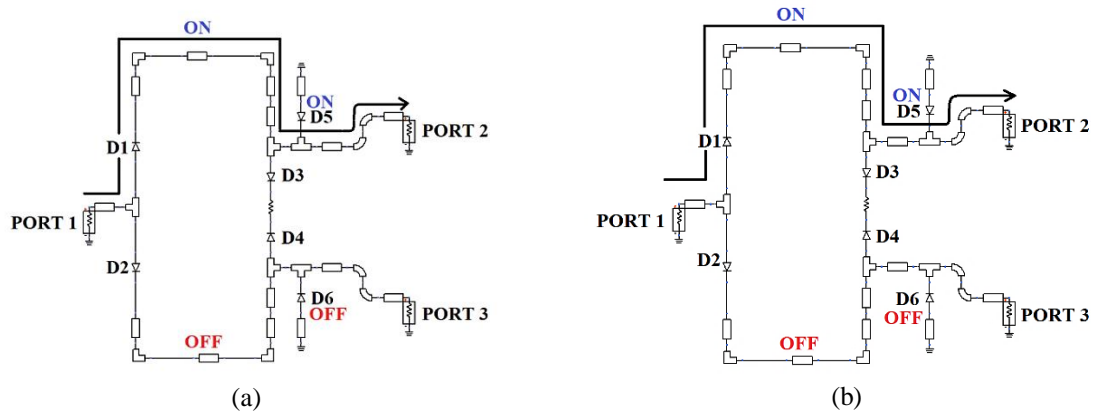 ON
ON
D5
PORT 2
D1
D3
PORT 1
D4
D2
D6
OFF
PORT 3
OFF
(a)
ON
ON
D5
PORT 2
D1
D3
PORT 1
D4
D2
D6
OFF
PORT 3
OFF
(b)